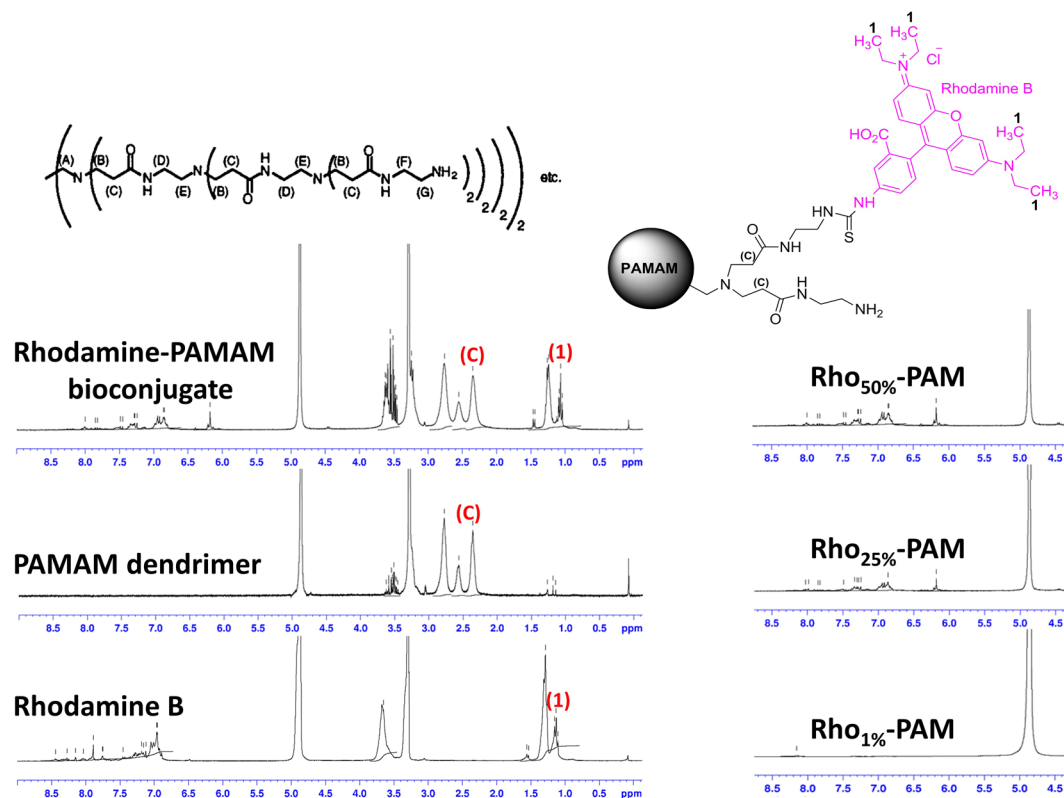 1
1
H3C
CH3
N+
Cl−
Rhodamine B
O
1
HO2C
H3C
N
CH3
1
NH
HN
S
O
NH
(C)
PAMAM
N
(C)
O
HN
NH2
(A) (B) O (D) (C) (E) (B) O (F)
N N H N H N N NH2 etc.
(C) (E) (B) O (D) (C) (G) 2 2 2 2 2
Rhodamine-PAMAM
bioconjugate
(C)
(1)
8.5 8.0 7.5 7.0 6.5 6.0 5.5 5.0 4.5 4.0 3.5 3.0 2.5 2.0 1.5 1.0 0.5 ppm
PAMAM dendrimer
(C)
8.5 8.0 7.5 7.0 6.5 6.0 5.5 5.0 4.5 4.0 3.5 3.0 2.5 2.0 1.5 1.0 0.5 ppm
Rhodamine B
(1)
8.5 8.0 7.5 7.0 6.5 6.0 5.5 5.0 4.5 4.0 3.5 3.0 2.5 2.0 1.5 1.0 0.5 ppm
Rho50%-PAM
8.5 8.0 7.5 7.0 6.5 6.0 5.5 5.0 4.5
Rho25%-PAM
8.5 8.0 7.5 7.0 6.5 6.0 5.5 5.0 4.5
Rho1%-PAM
8.5 8.0 7.5 7.0 6.5 6.0 5.5 5.0 4.5